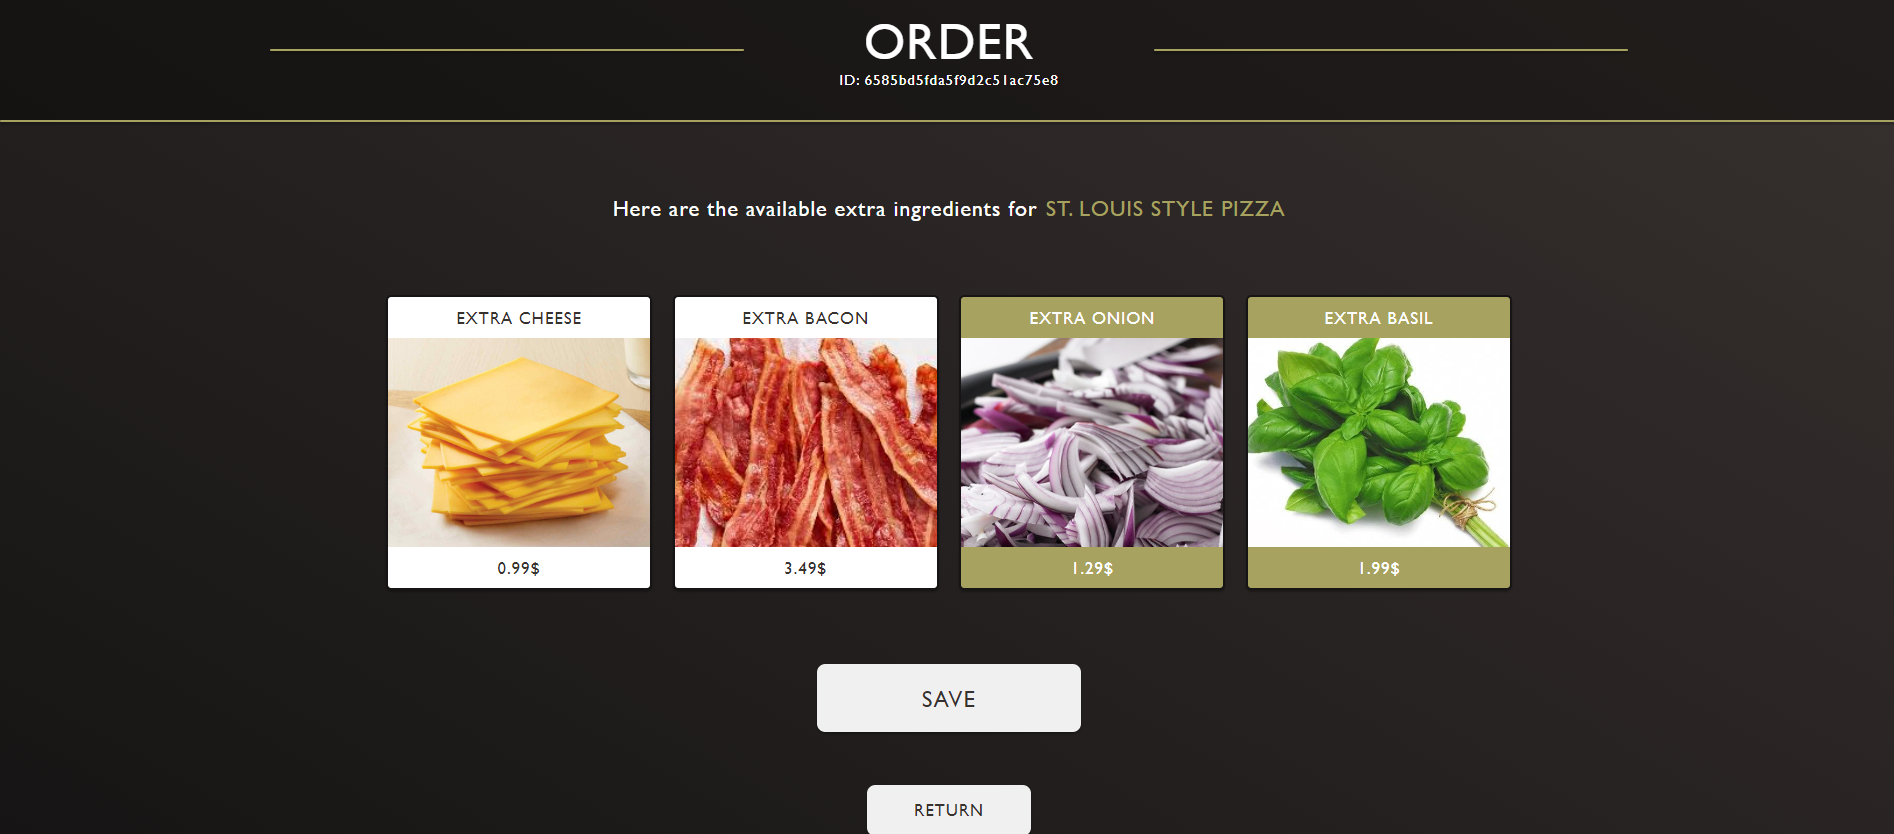 ORDER
ID: 6585bd5fda5f9d2c51ac75e8
Here are the available extra ingredients for ST. LOUIS STYLE PIZZA
EXTRA CHEESE
0.99$
EXTRA BACON
3.49$
EXTRA ONION
1.29$
EXTRA BASIL
1.99$
SAVE
RETURN